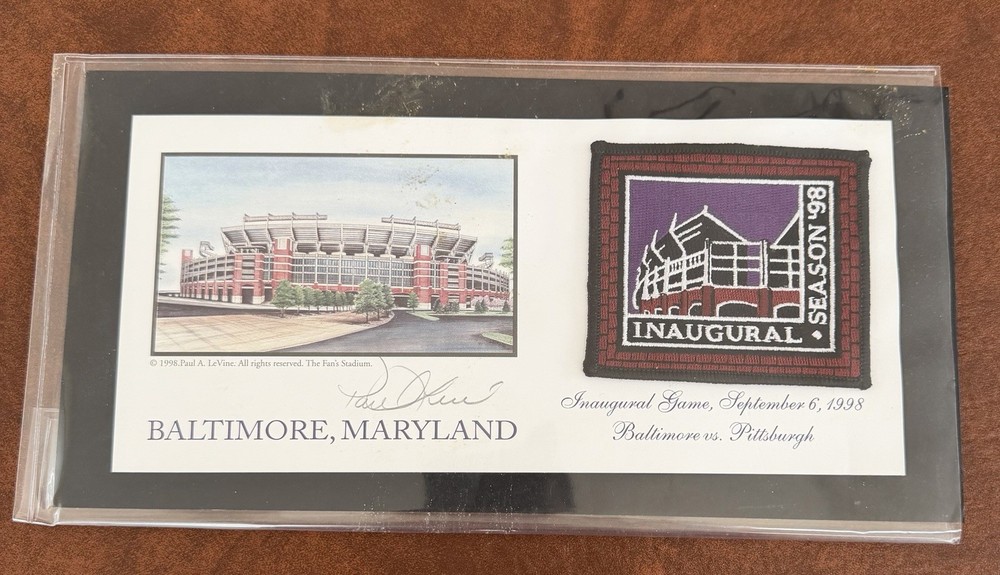 © 1998.Paul A. LeVine. All rights reserved. The Fan's Stadium.
BALTIMORE, MARYLAND
INAUGURAL • SEASON '98
Inaugural Game, September 6, 1998
Baltimore vs. Pittsburgh